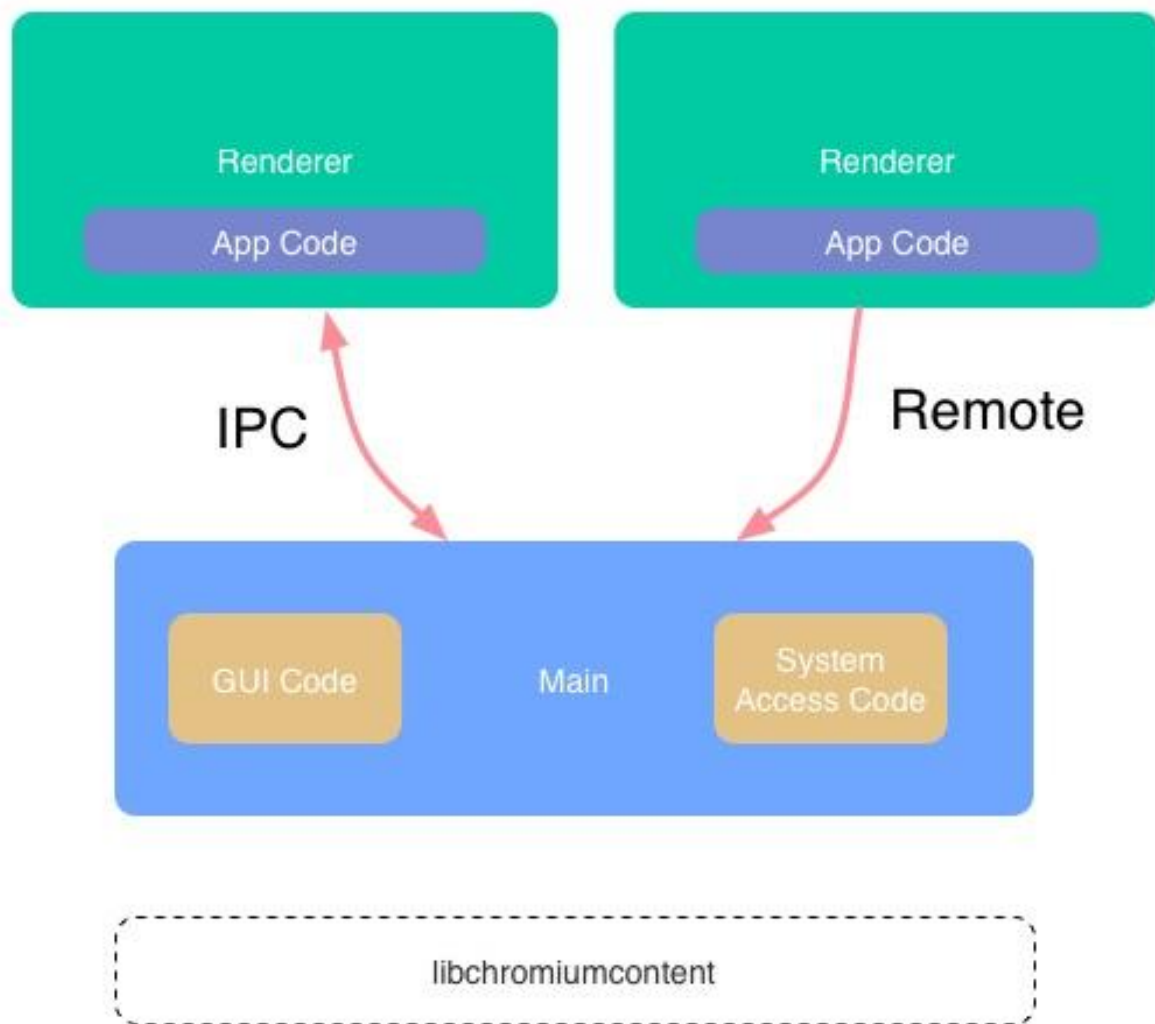 Renderer
App Code
Renderer
App Code
IPC
Remote
GUI Code
Main
System
Access Code
libchromiumcontent